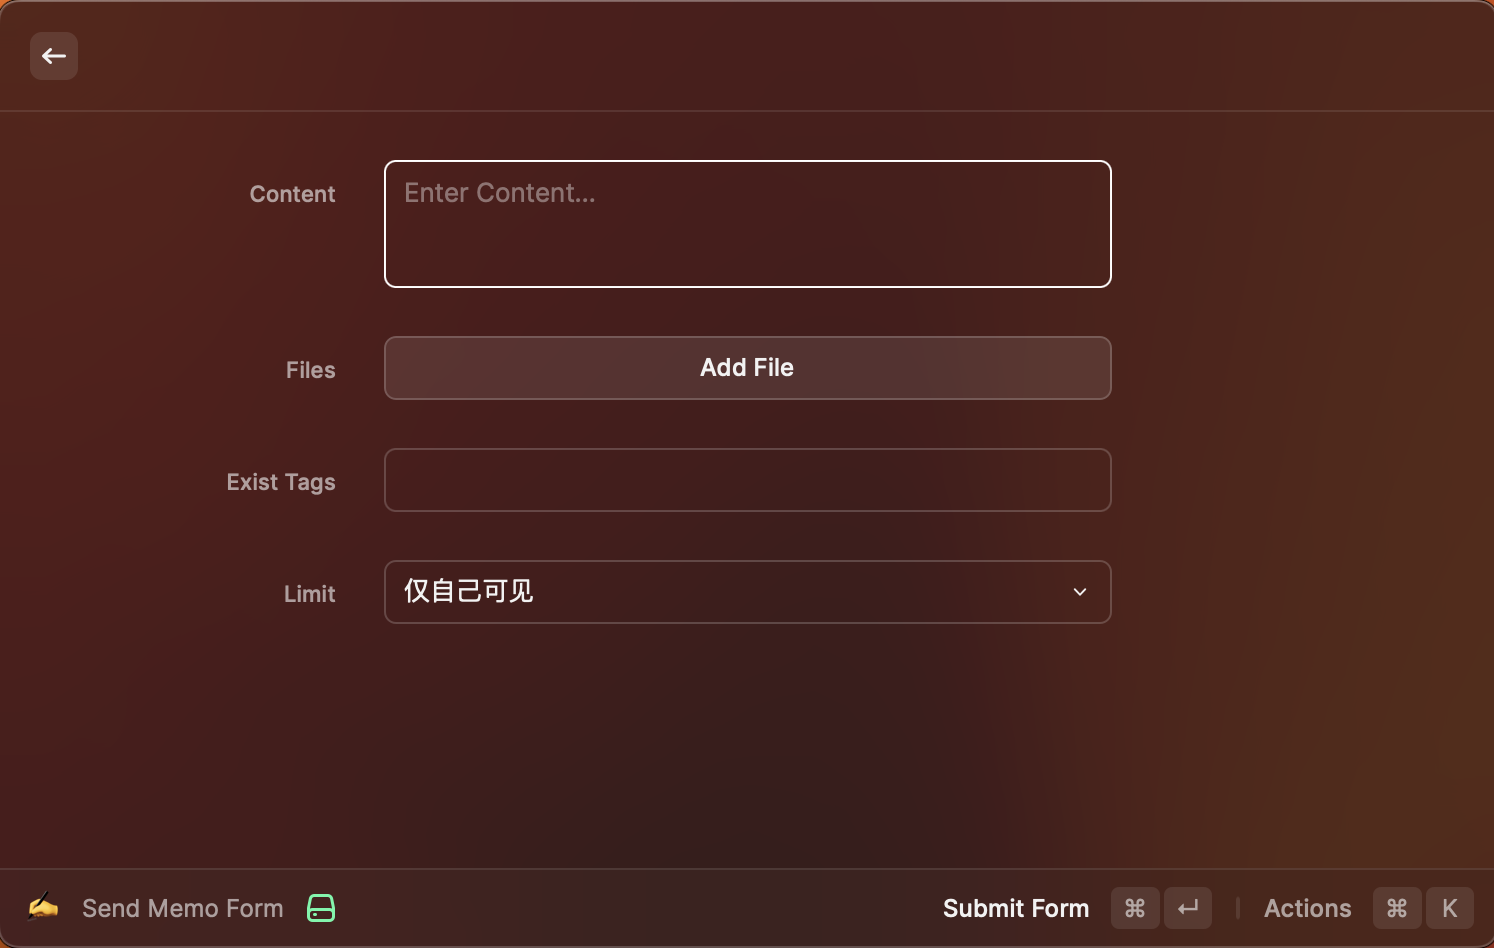 Content
Enter Content...
Files
Add File
Exist Tags
Limit
仅自己可见
Send Memo Form
Submit Form ⌘ ↵ | Actions ⌘ K